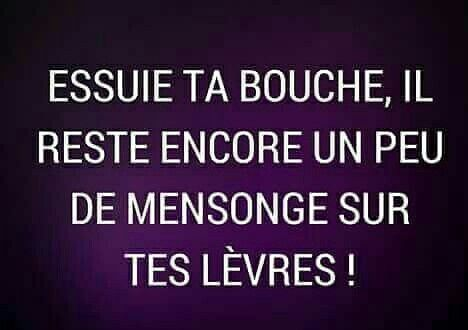 ESSUIE TA BOUCHE, IL
RESTE ENCORE UN PEU
DE MENSONGE SUR
TES LÈVRES !